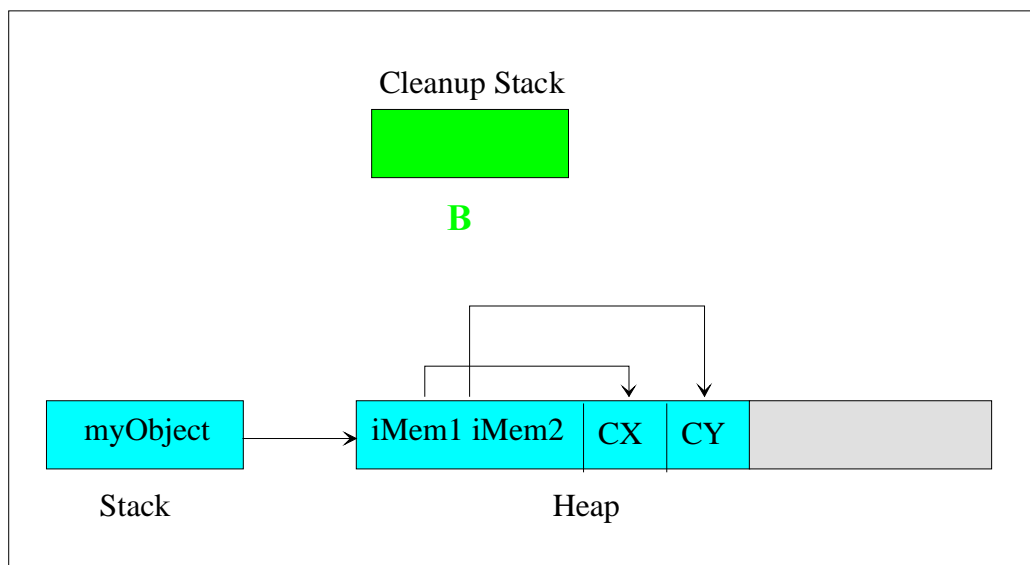 Cleanup Stack
B
myObject
iMem1 iMem2
CX
CY
Stack
Heap